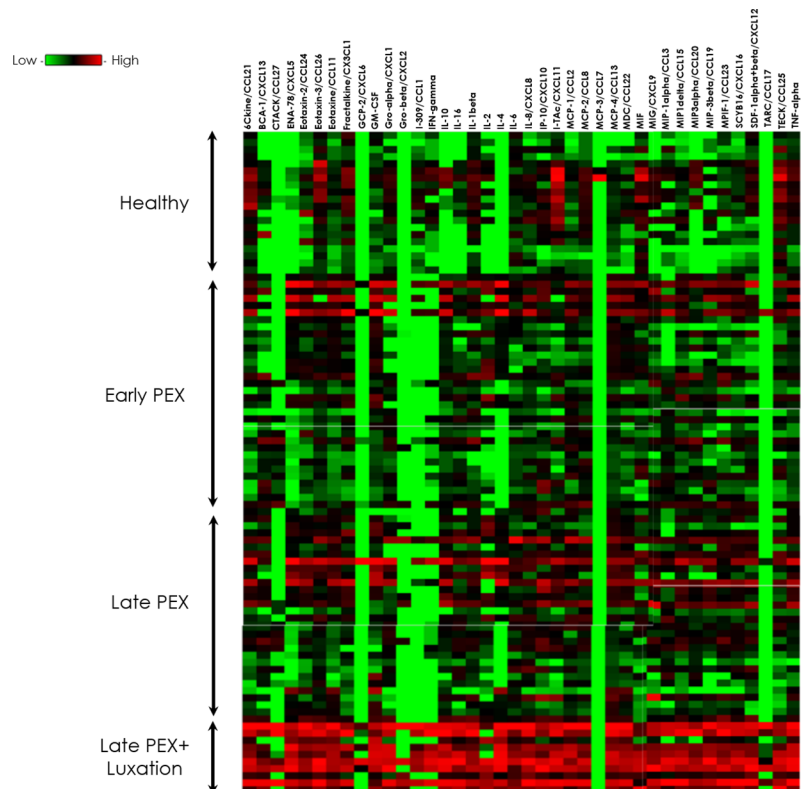 Low - - High
6Ckine/CCL21
BCA-1/CXCL13
CTACK/CCL27
ENA-78/CXCL5
Eotaxin-2/CCL24
Eotaxin-3/CCL26
Eotaxine/CCL11
Fractalkine/CX3CL1
GCP-2/CXCL6
GM-CSF
Gro-alpha/CXCL1
Gro-beta/CXCL2
I-309/CCL1
IFN-gamma
IL-10
IL-16
IL-1beta
IL-2
IL-4
IL-6
IL-8/CXCL8
IP-10/CXCL10
I-TAc/CXCL11
MCP-1/CCL2
MCP-2/CCL8
MCP-3/CCL7
MCP-4/CCL13
MDC/CCL22
MIF
MIG/CXCL9
MIP-1alpha/CCL3
MIP1delta/CCL15
MIP3alpha/CCL20
MIP-3beta/CCL19
MPIF-1/CCL23
SCYB16/CXCL16
SDF-1alpha+beta/CXCL12
TARC/CCL17
TECK/CCL25
TNF-alpha
Healthy
Early PEX
Late PEX
Late PEX+
Luxation